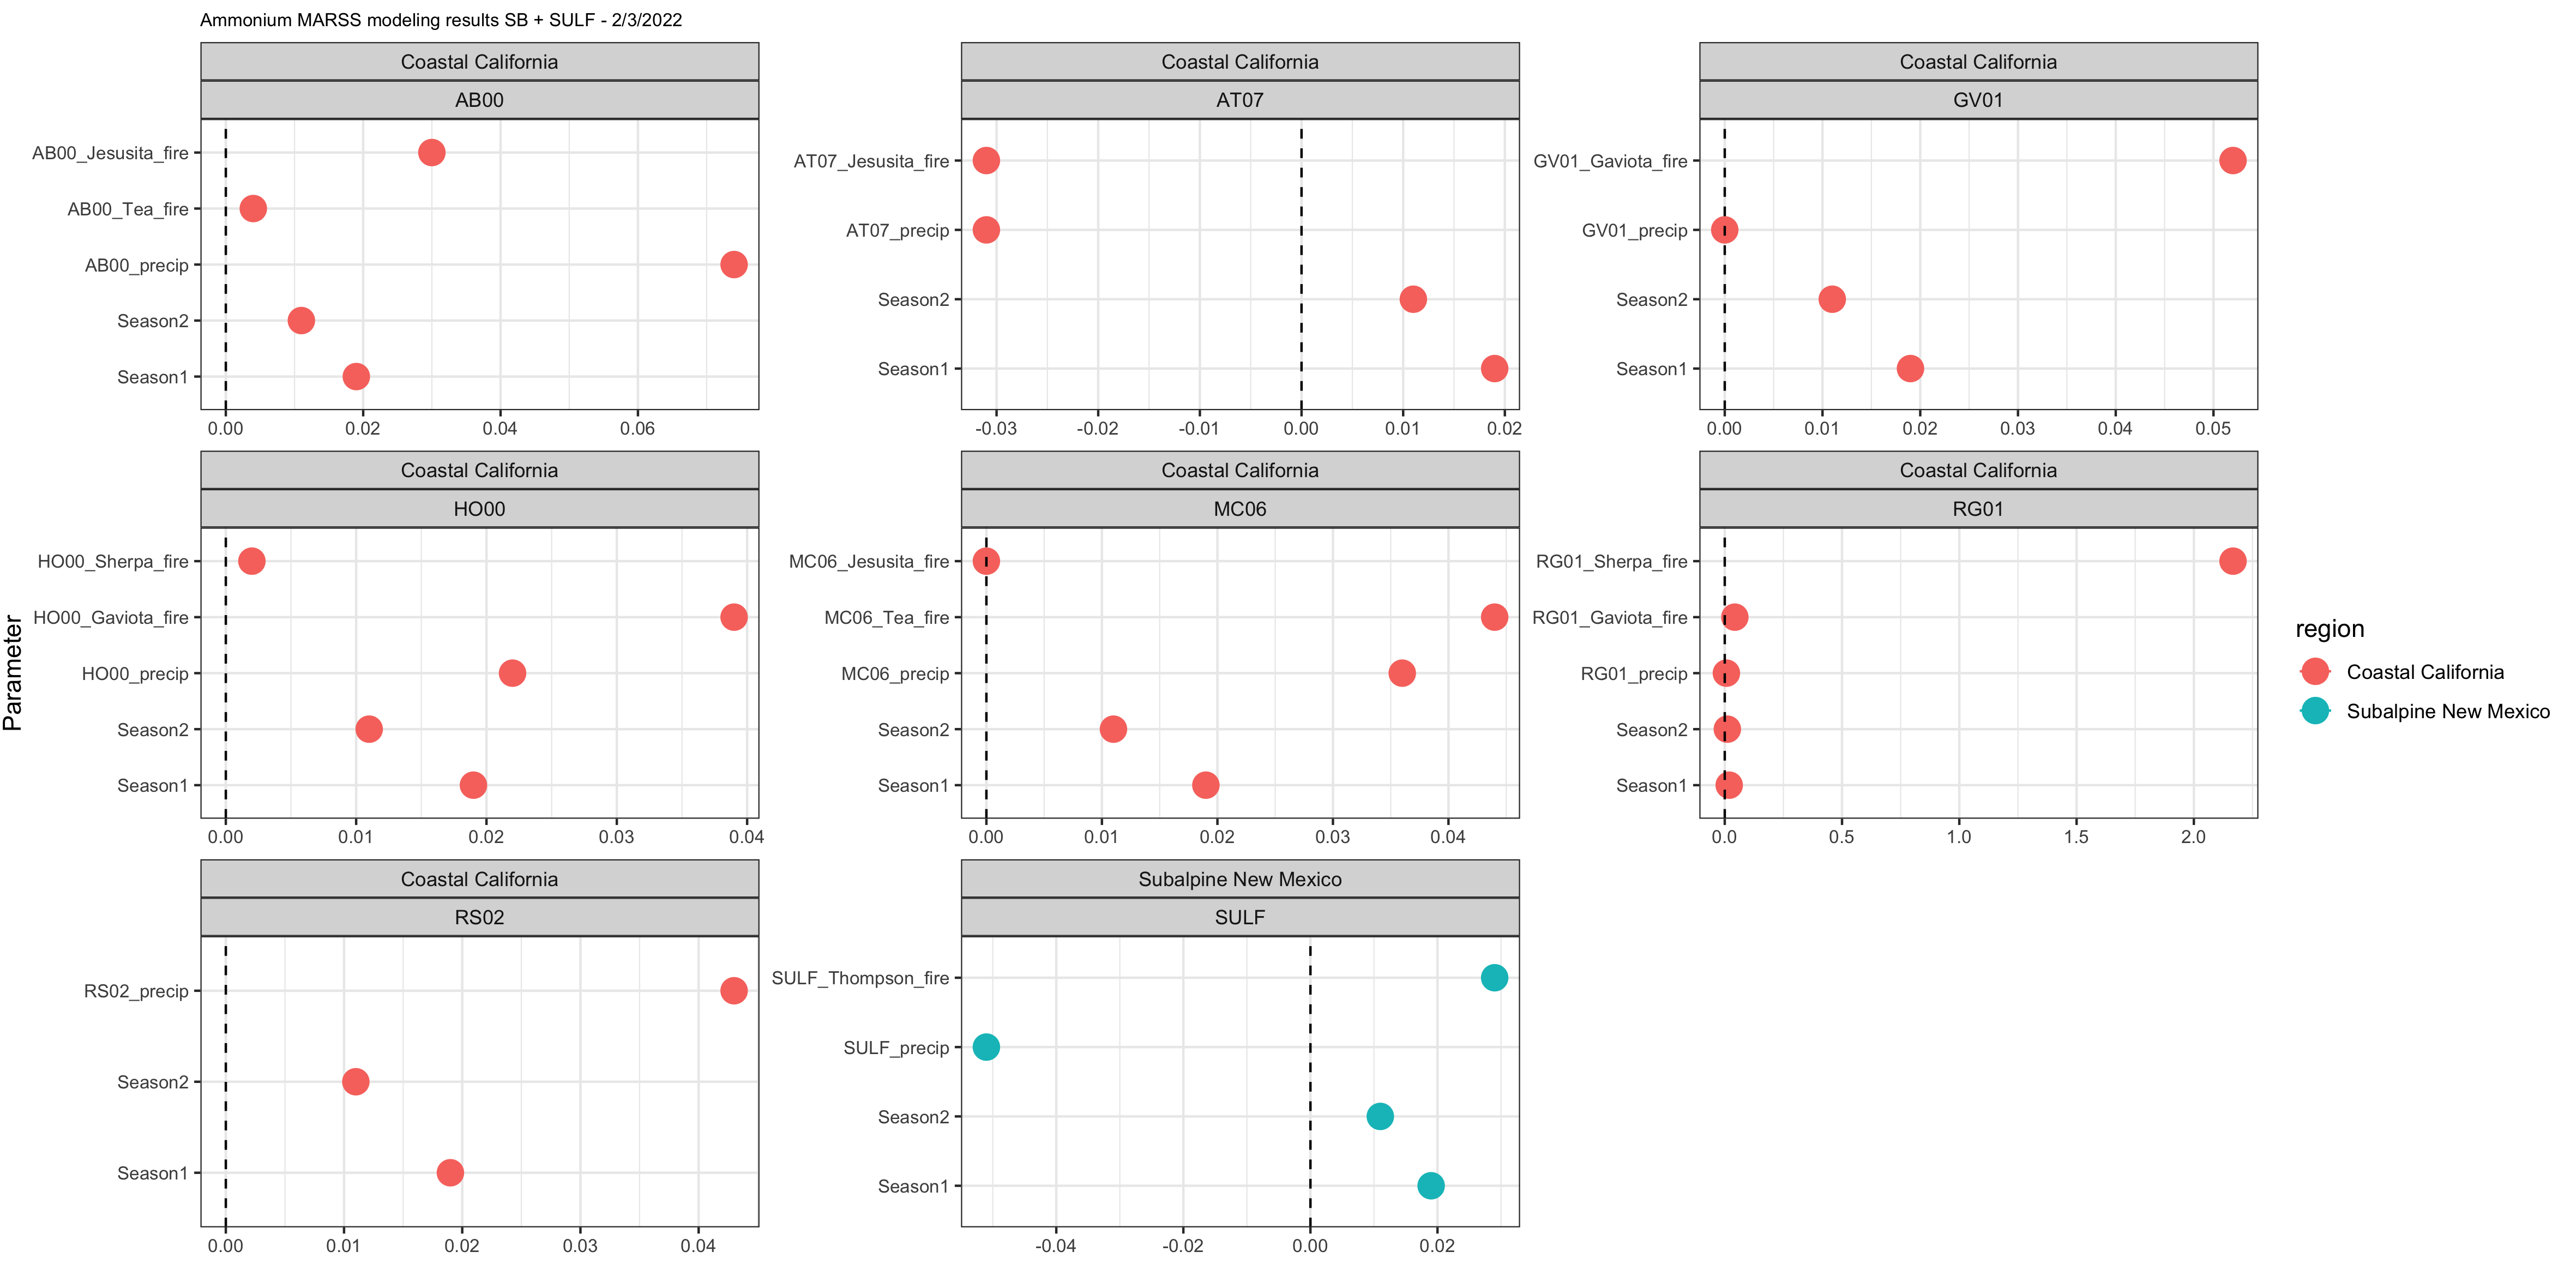 Ammonium MARSS modeling results SB + SULF - 2/3/2022
Coastal California
AB00
AB00_Jesusita_fire
AB00_Tea_fire
AB00_precip
Season2
Season1
0.00 0.02 0.04 0.06
Coastal California
AT07
AT07_Jesusita_fire
AT07_precip
Season2
Season1
-0.03 -0.02 -0.01 0.00 0.01 0.02
Coastal California
GV01
GV01_Gaviota_fire
GV01_precip
Season2
Season1
0.00 0.01 0.02 0.03 0.04 0.05
Parameter
Coastal California
HO00
HO00_Sherpa_fire
HO00_Gaviota_fire
HO00_precip
Season2
Season1
0.00 0.01 0.02 0.03 0.04
Coastal California
MC06
MC06_Jesusita_fire
MC06_Tea_fire
MC06_precip
Season2
Season1
0.00 0.01 0.02 0.03 0.04
Coastal California
RG01
RG01_Sherpa_fire
RG01_Gaviota_fire
RG01_precip
Season2
Season1
0.0 0.5 1.0 1.5 2.0
region
Coastal California
Subalpine New Mexico
Coastal California
RS02
RS02_precip
Season2
Season1
0.00 0.01 0.02 0.03 0.04
Subalpine New Mexico
SULF
SULF_Thompson_fire
SULF_precip
Season2
Season1
-0.04 -0.02 0.00 0.02